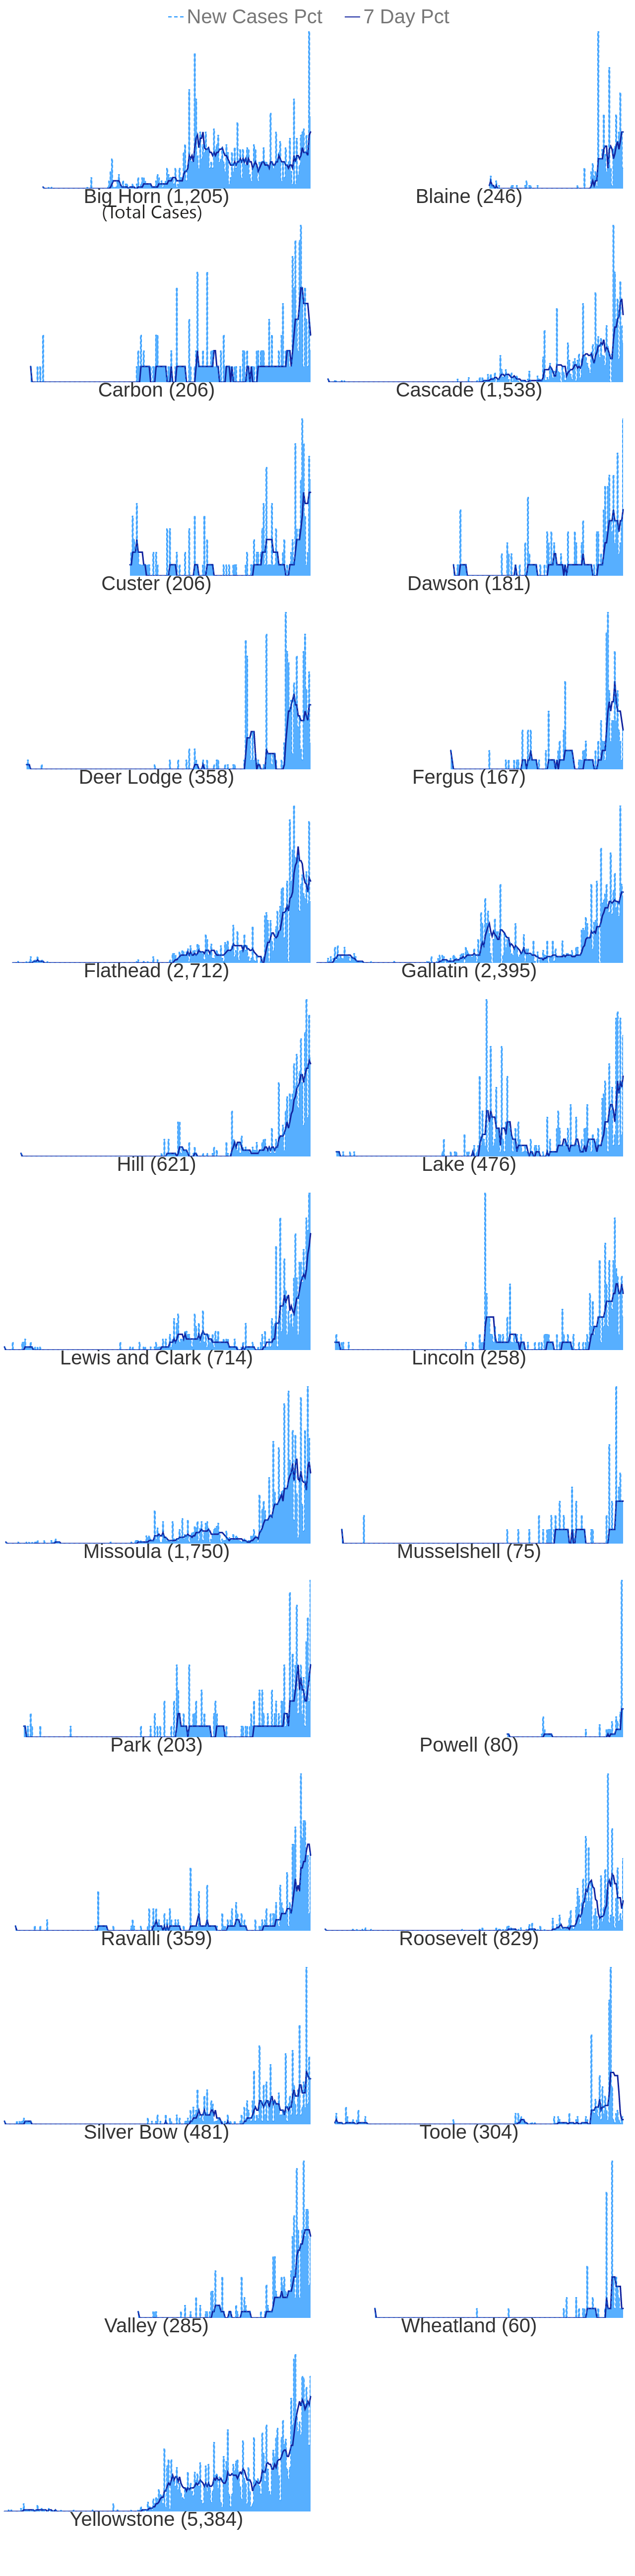 New Cases Pct 7 Day Pct
Big Horn (1,205) Blaine (246)
(Total Cases)
Carbon (206) Cascade (1,538)
Custer (206) Dawson (181)
Deer Lodge (358) Fergus (167)
Flathead (2,712) Gallatin (2,395)
Hill (621) Lake (476)
Lewis and Clark (714) Lincoln (258)
Missoula (1,750) Musselshell (75)
Park (203) Powell (80)
Ravalli (359) Roosevelt (829)
Silver Bow (481) Toole (304)
Valley (285) Wheatland (60)
Yellowstone (5,384)